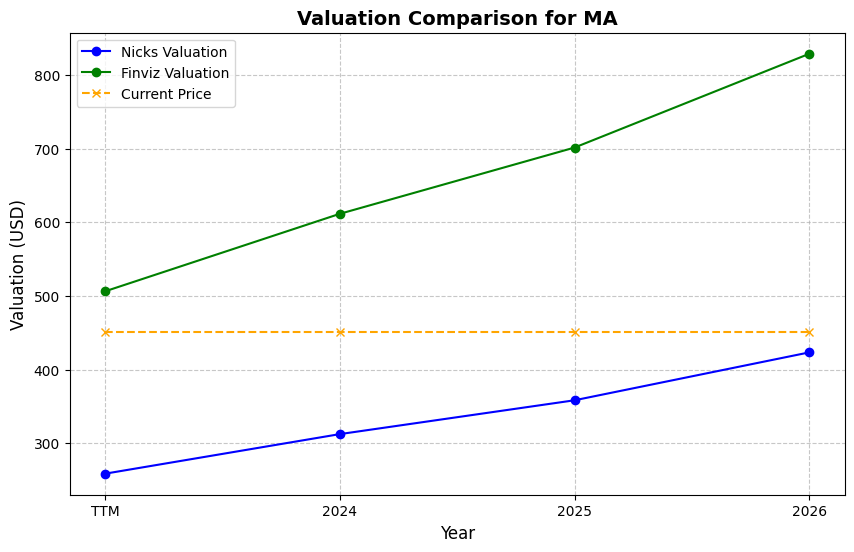 Valuation Comparison for MA
Nicks Valuation
Finviz Valuation
Current Price
Valuation (USD)
800
700
600
500
400
300
TTM 2024 2025 2026
Year